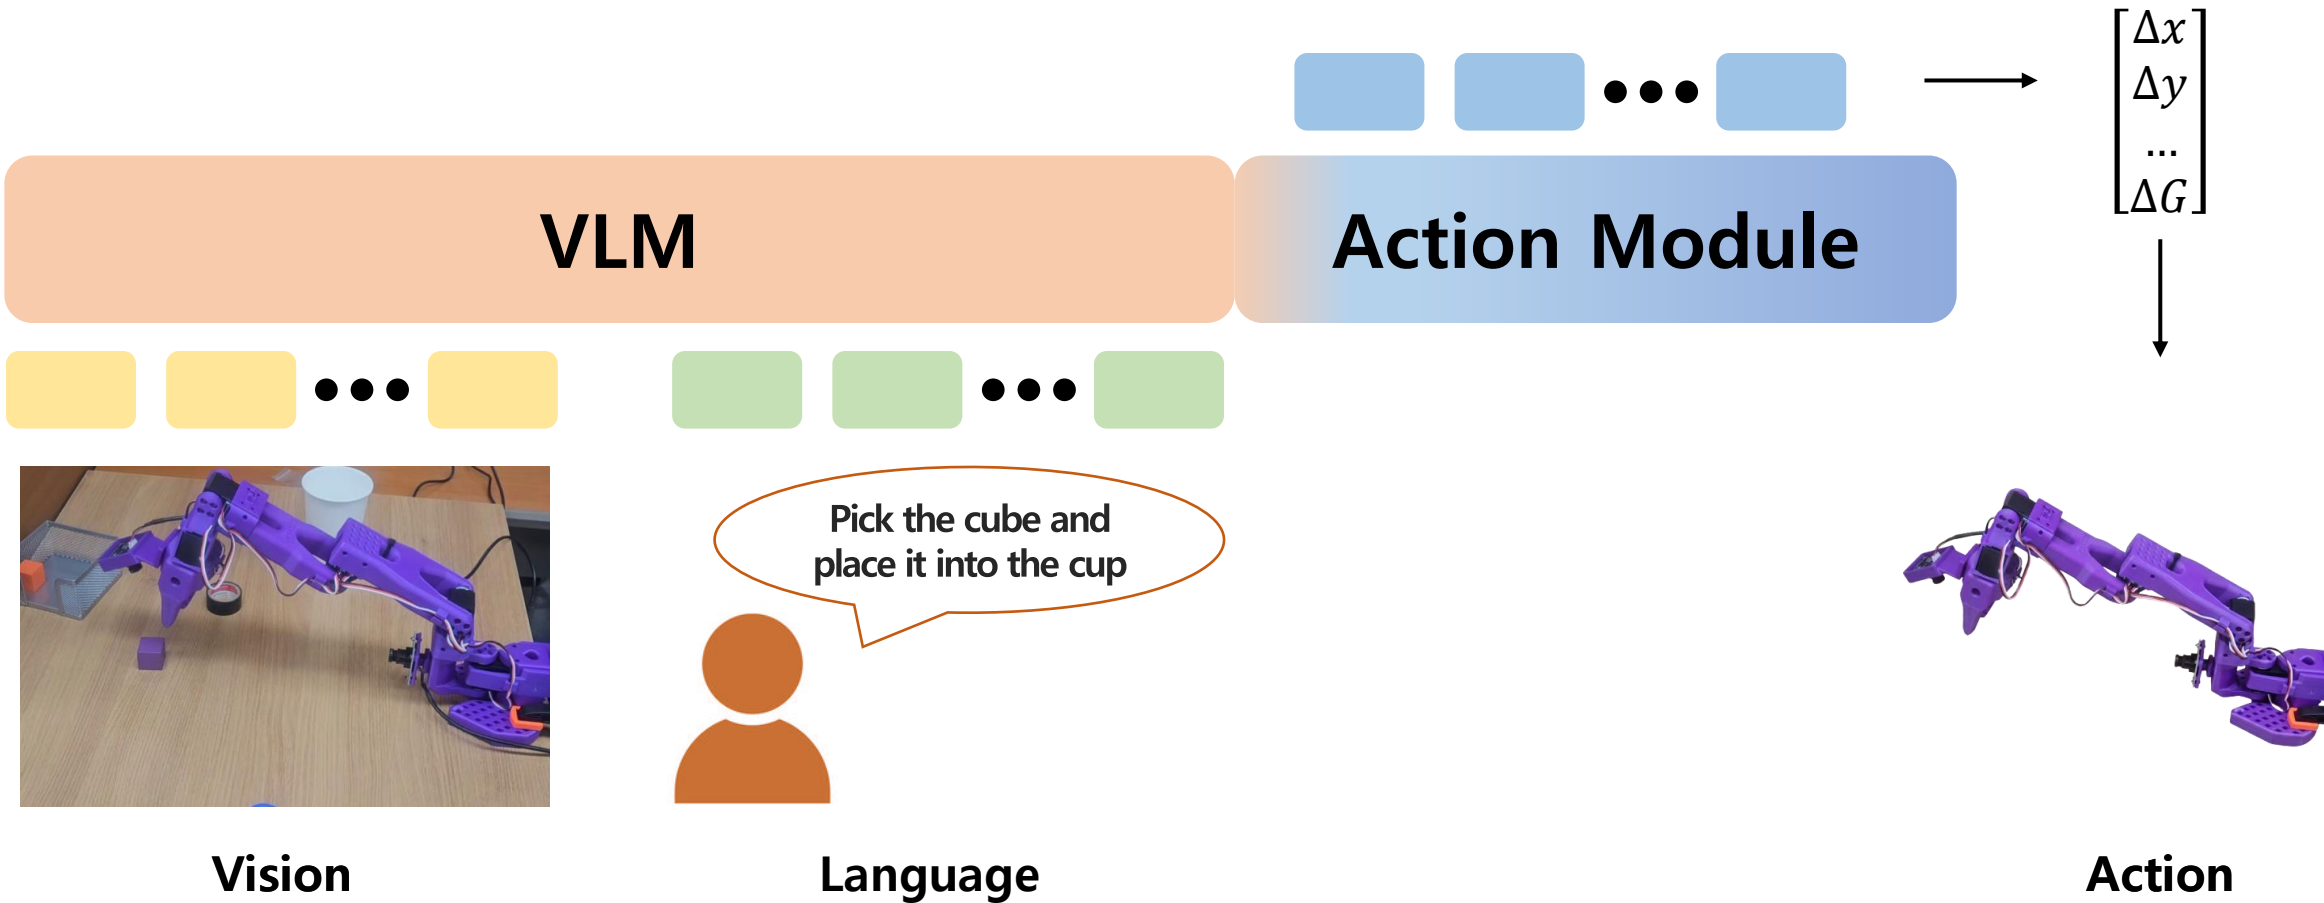 Δx
Δy
...
ΔG
VLM
Action Module
Pick the cube and
place it into the cup
Vision
Language
Action